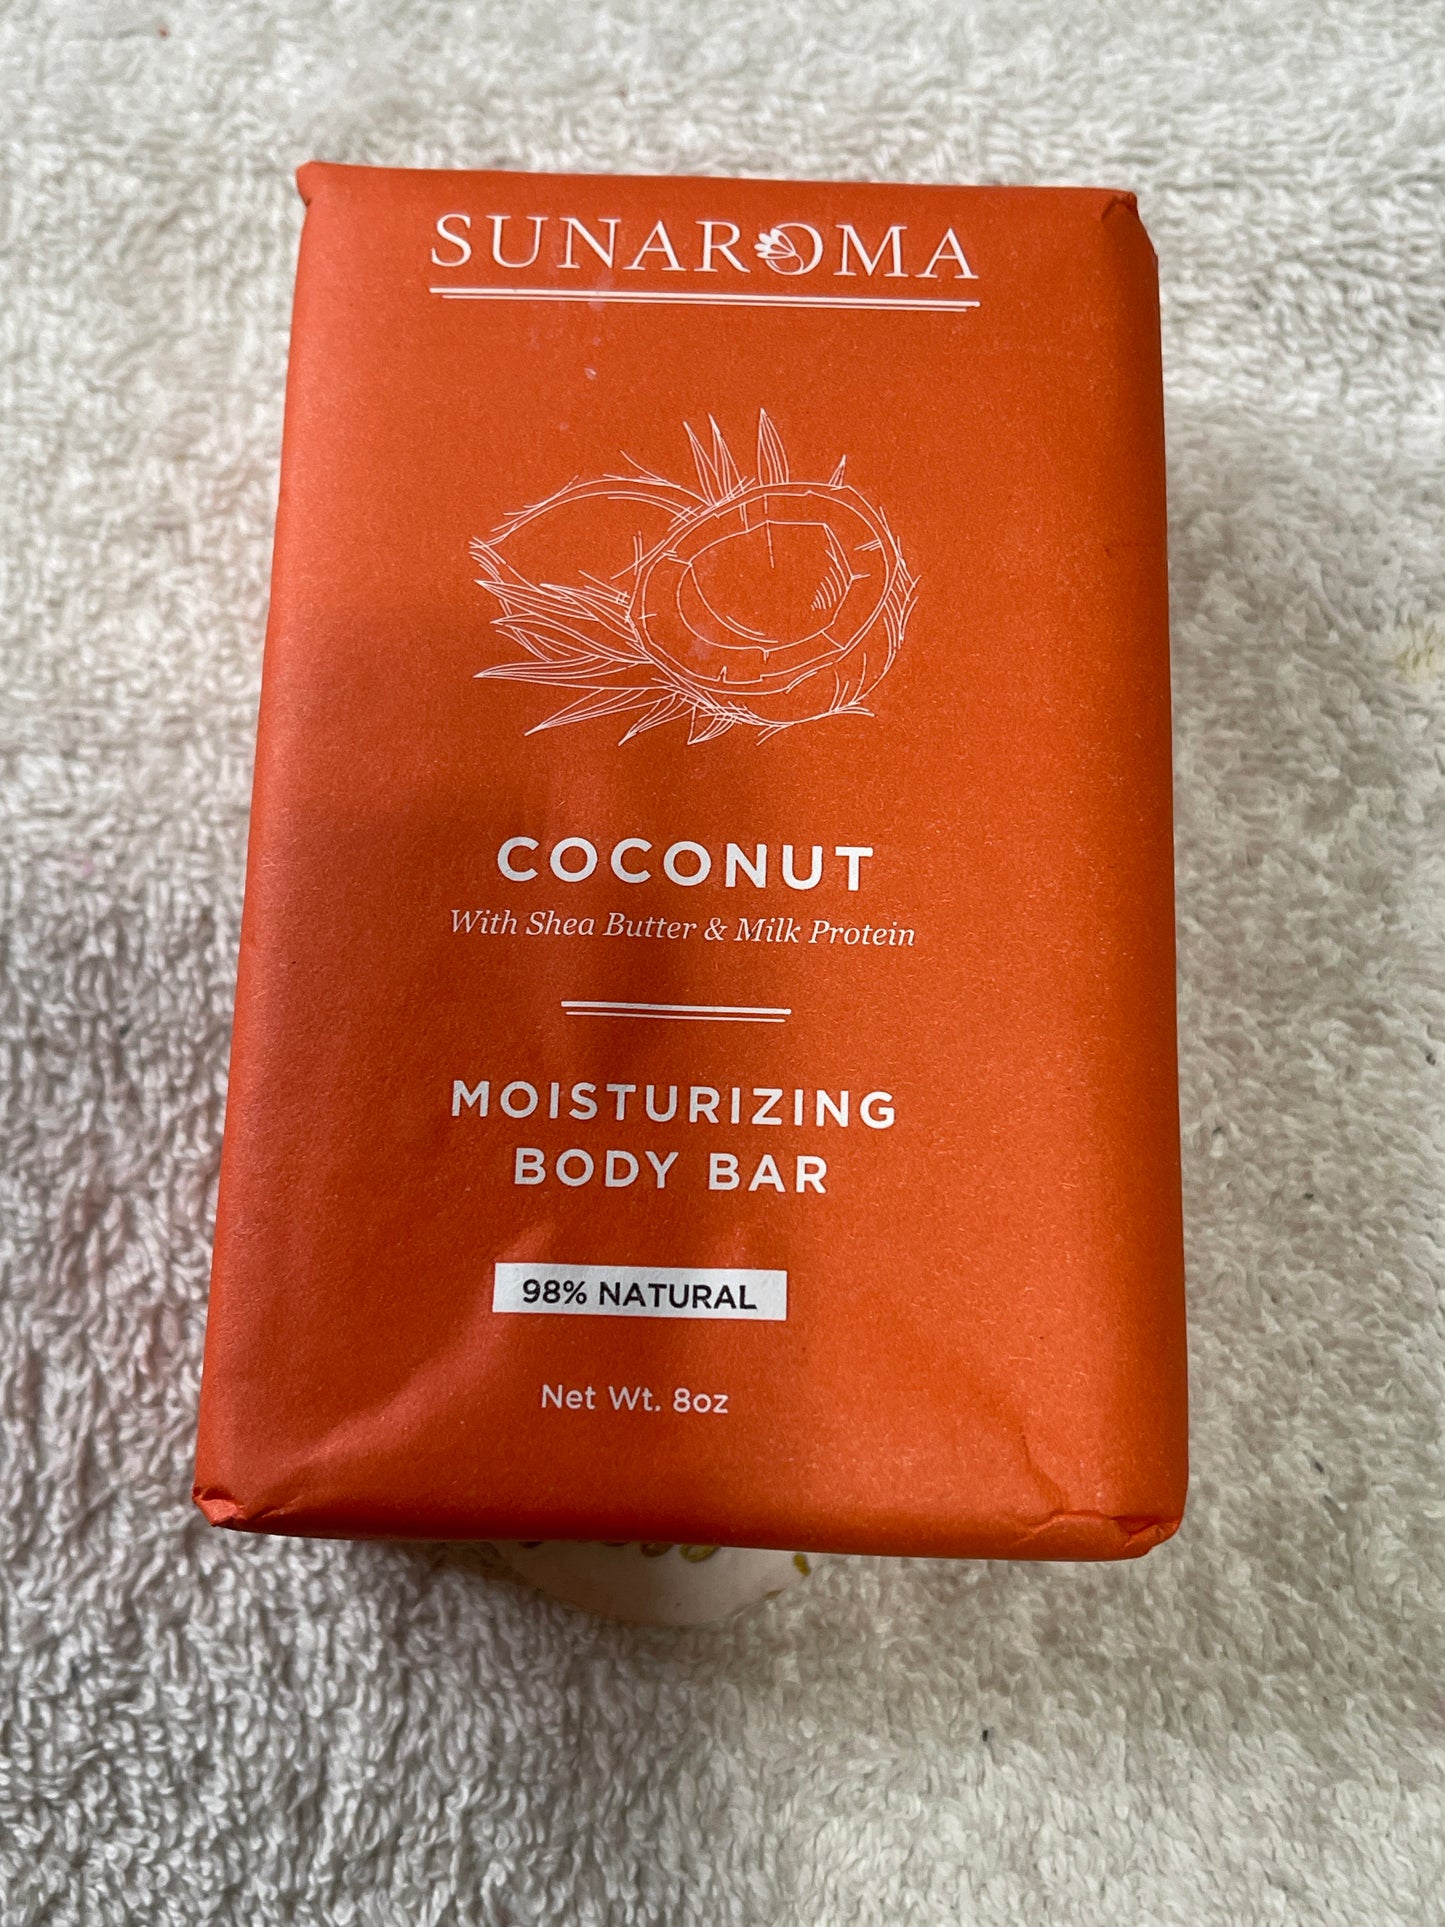 SUNAROMA
COCONUT
With Shea Butter & Milk Protein
MOISTURIZING
BODY BAR
98% NATURAL
Net Wt. 8oz